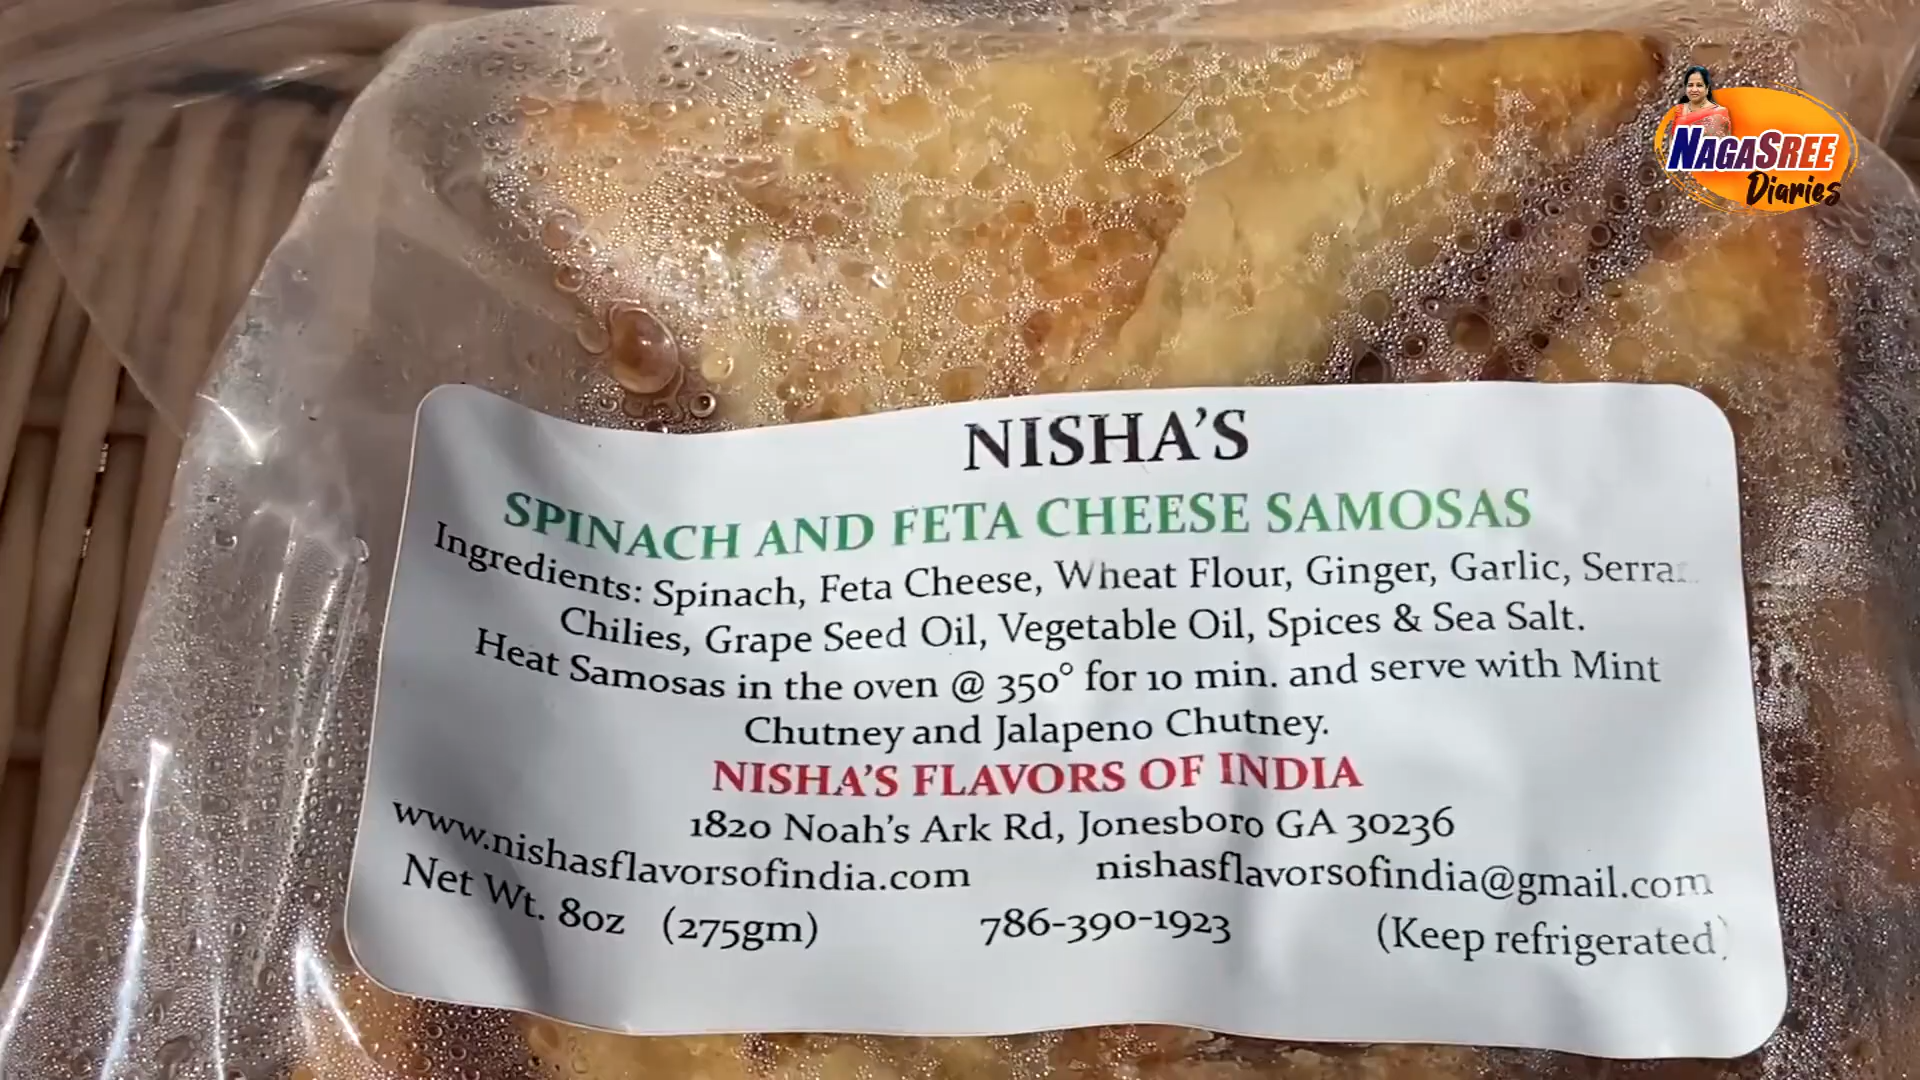 NAGASREE
Diaries
NISHA'S
SPINACH AND FETA CHEESE SAMOSAS
Ingredients: Spinach, Feta Cheese, Wheat Flour, Ginger, Garlic,
Chilies, Grape Seed Oil, Vegetable Oil, Spices & Sea Salt.
Heat Samosas in the oven @ 350° for 10 min. and serve with Mint
Chutney and Jalapeno Chutney.
NISHA'S FLAVORS OF INDIA
1820 Noah's Ark Rd, Jonesboro GA 30236
www.nishasflavorsofindia.com nishasflavorsofindia@gmail.com
Net Wt. 8oz (275gm) 786-390-1923 (Keep refrigerated)